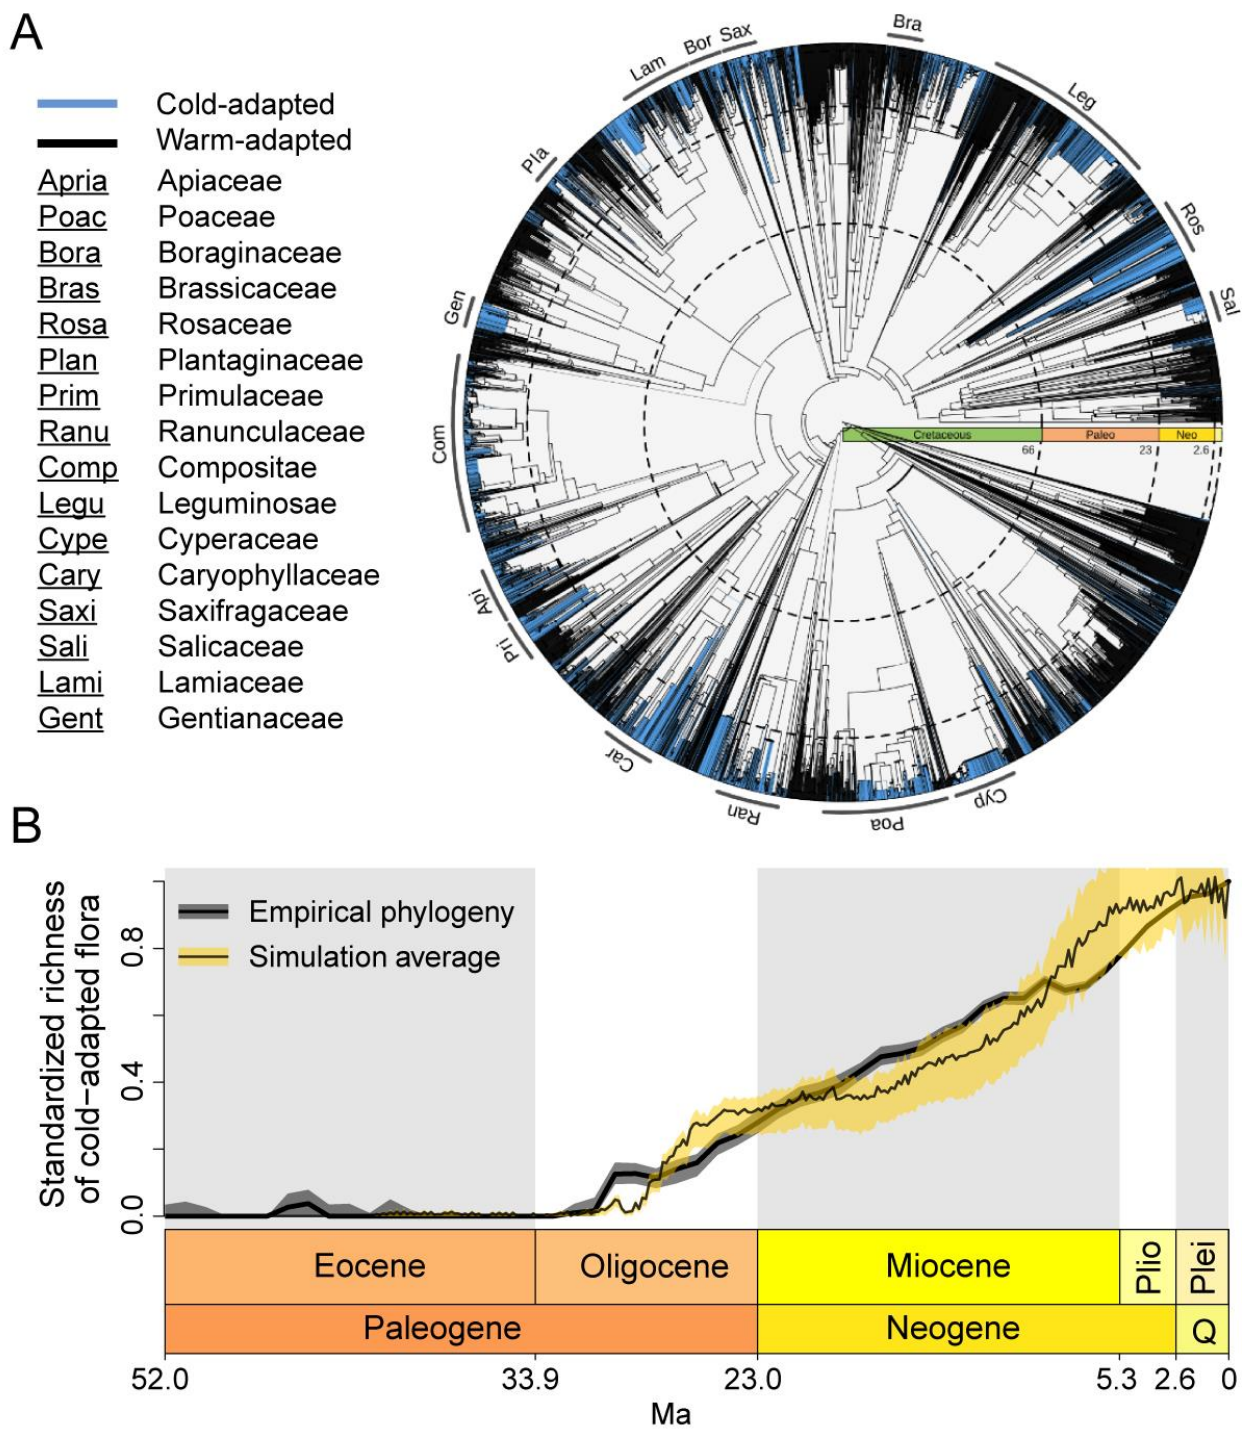 A
Cold-adapted
Warm-adapted
Apria Apiaceae
Poac Poaceae
Bora Boraginaceae
Bras Brassicaceae
Rosa Rosaceae
Plan Plantaginaceae
Prim Primulaceae
Ranu Ranunculaceae
Comp Compositae
Legu Leguminosae
Cype Cyperaceae
Cary Caryophyllaceae
Saxi Saxifragaceae
Sali Salicaceae
Lami Lamiaceae
Gent Gentianaceae
Bra
Leg
Ros
Sal
Cyp
Poa
Ran
Car
Pri
Api
Com
Gen
Pla
Lam
Bor
Sax
Cretaceous Paleo Neo
66 23 2.6
B
Standardized richness
of cold−adapted flora
0.8
0.4
0.0
Empirical phylogeny
Simulation average
Eocene Oligocene Miocene Plio Plei
Paleogene Neogene Q
52.0 33.9 23.0 5.3 2.6 0
Ma